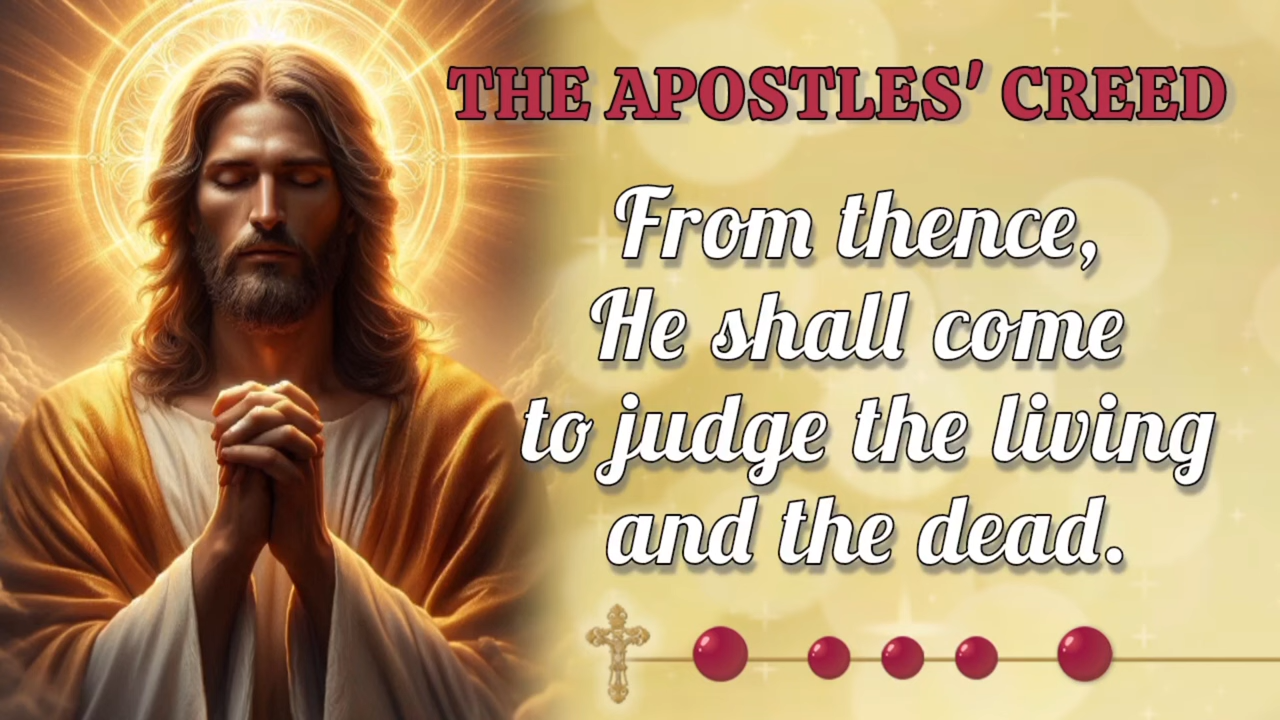 THE APOSTLES' CREED
From thence,
He shall come
to judge the living
and the dead.